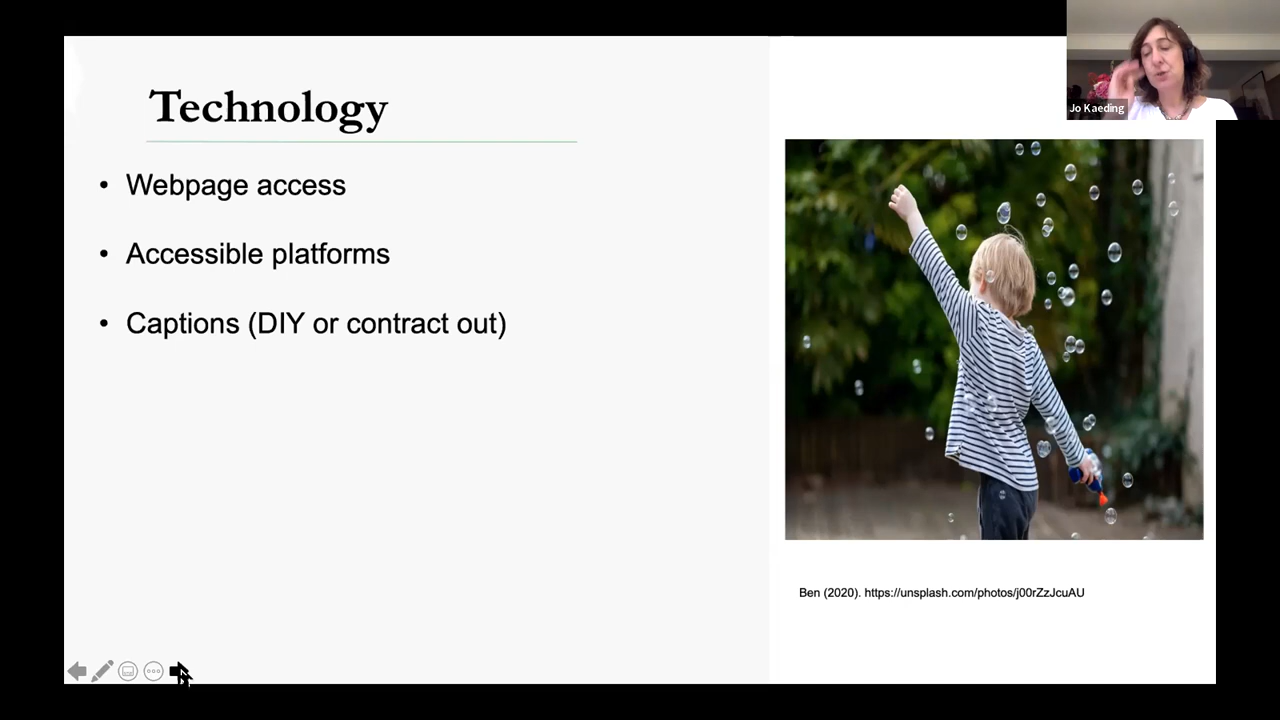 Technology
• Webpage access
• Accessible platforms
• Captions (DIY or contract out)
Jo Kaeding
Ben (2020). https://unsplash.com/photos/j00rZzJcuAU